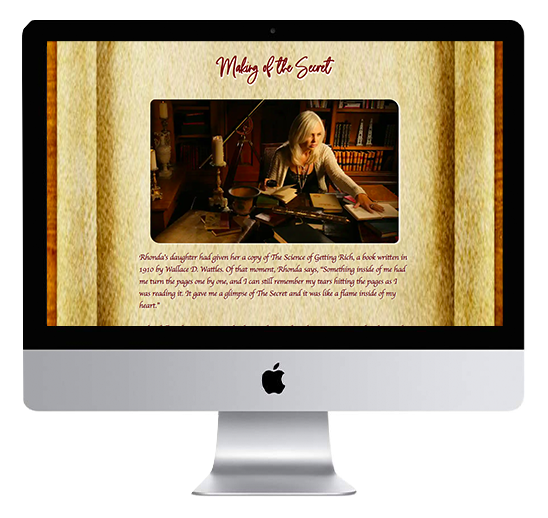 Making of the Secret
Rhonda's daughter had given her a copy of The Science of Getting Rich, a book written in
1910 by Wallace D. Wattles. Of that moment, Rhonda says, "Something inside of me had
me turn the pages one by one, and I can still remember my tears hitting the pages as I
was reading it. It gave me a glimpse of The Secret and it was like a flame inside of my
heart."